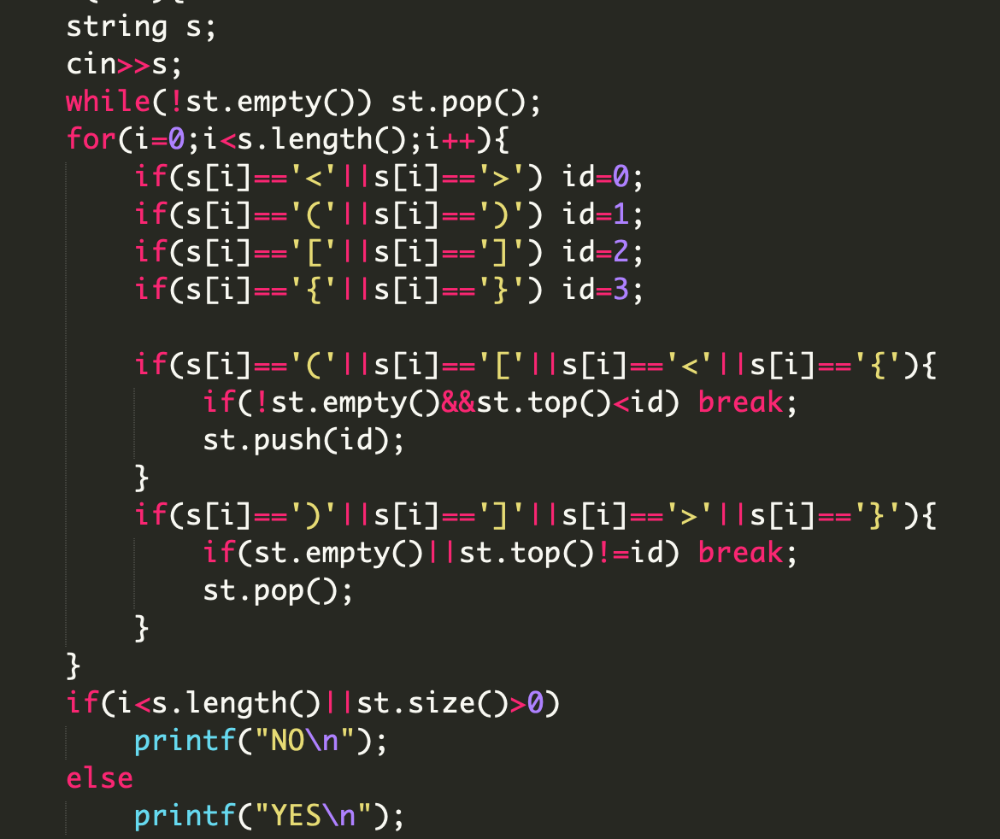 string s;
cin>>s;
while(!st.empty()) st.pop();
for(i=0;i<s.length();i++){
    if(s[i]=='<'||s[i]=='>') id=0;
    if(s[i]=='('||s[i]==')') id=1;
    if(s[i]=='['||s[i]==']') id=2;
    if(s[i]=='{'||s[i]=='}') id=3;

    if(s[i]=='('||s[i]=='['||s[i]=='<'||s[i]=='{'){
        if(!st.empty()&&st.top()<id) break;
        st.push(id);
    }
    if(s[i]==')'||s[i]==']'||s[i]=='>'||s[i]=='}'){
        if(st.empty()||st.top()!=id) break;
        st.pop();
    }
}
if(i<s.length()||st.size()>0)
    printf("NO\n");
else
    printf("YES\n");